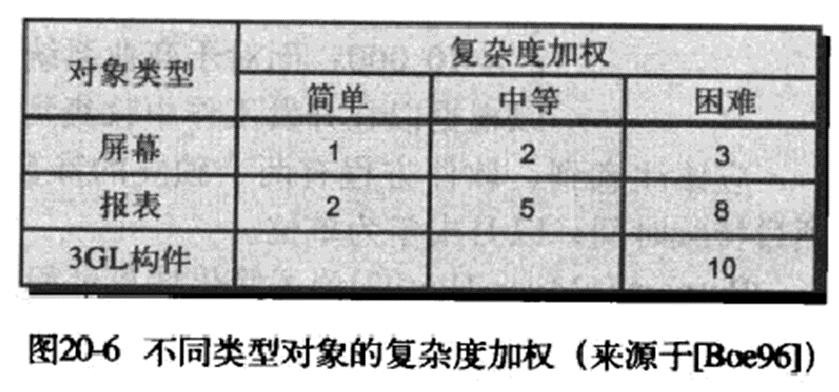 对象类型 复杂度加权
简单 中等 困难
屏幕 1 2 3
报表 2 5 8
3GL构件 10
图20-6 不同类型对象的复杂度加权（来源于[Boe96]）